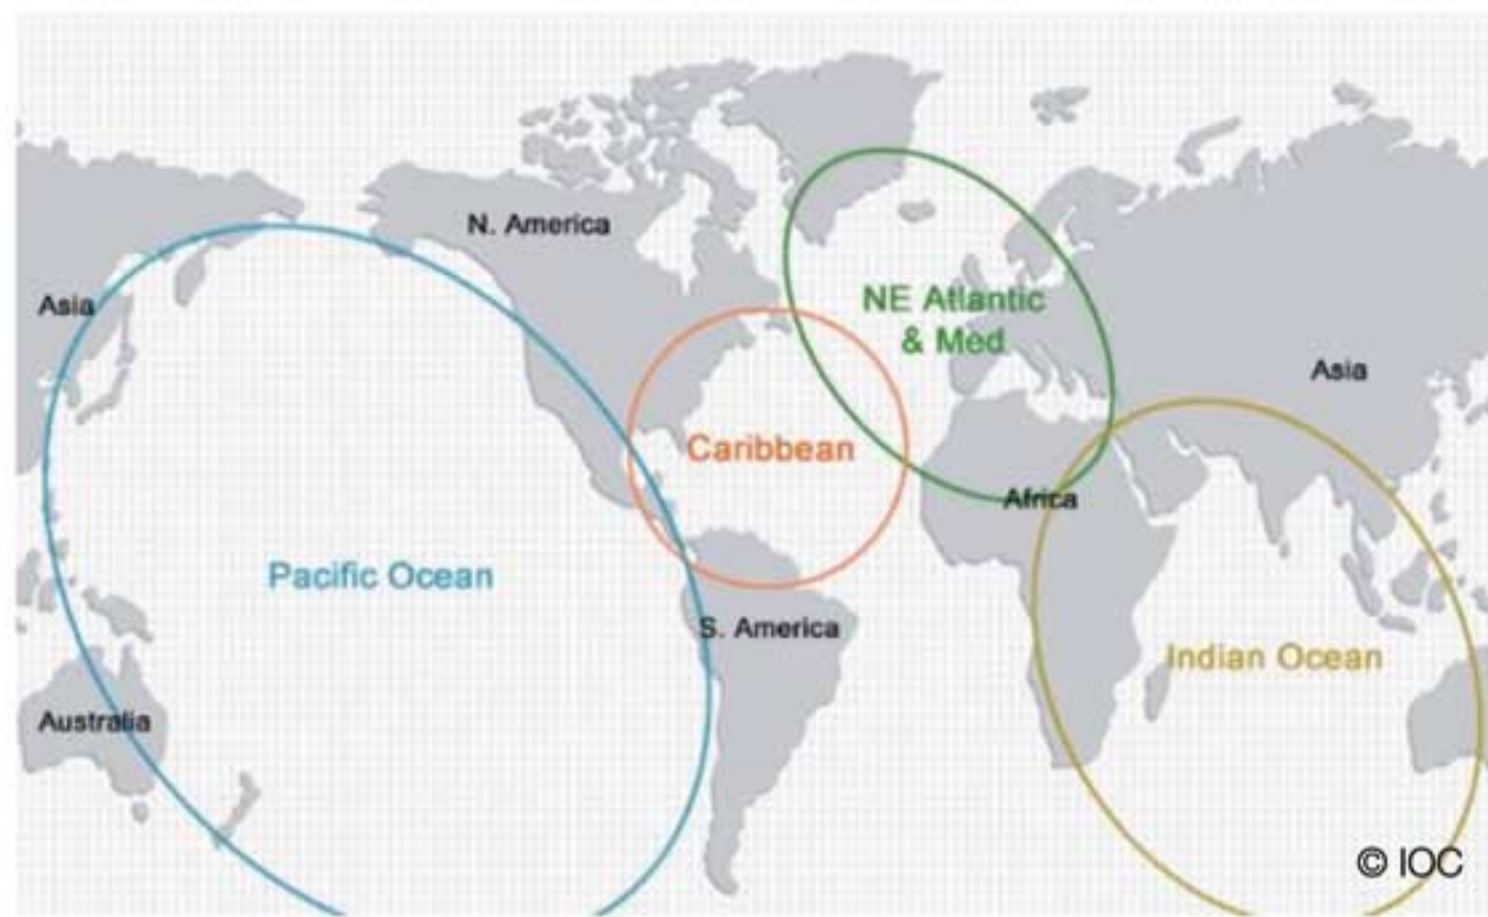 N. America
Asia
NE Atlantic
& Med.
Asia
Caribbean
Africa
Pacific Ocean
S. America
Indian Ocean
Australia
© IOC